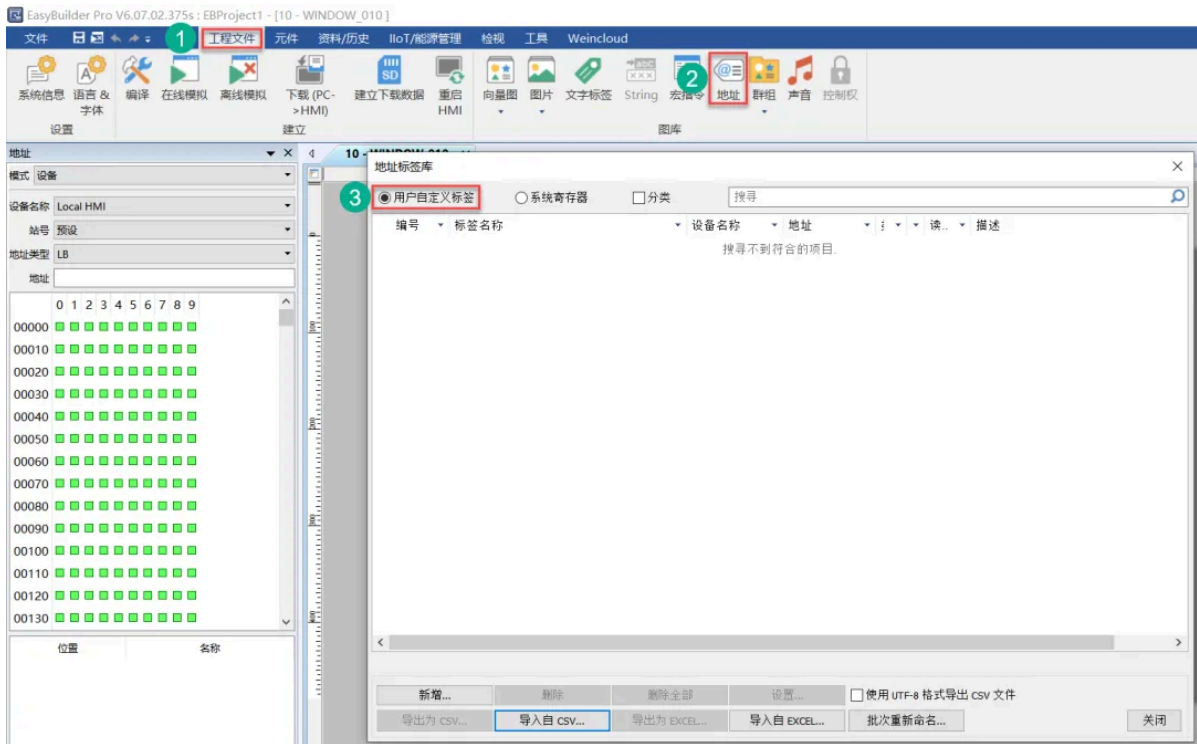 EasyBuilder Pro V6.07.02.375s : EBProject1 - [10 - WINDOW_010 ]
文件 1 工程文件 元件 资料/历史 IIoT/能源管理 检视 工具 Weincloud
系统信息 语言 & 字体 编译 在线模拟 离线模拟 下载 (PC->HMI) 建立下载数据 重启 HMI 向量图 图片 文字标签 String 宏指令 2 地址 群组 声音 控制权
设置 建立 图库
地址
模式 设备
设备名称 Local HMI
站号 预设
地址类型 LB
地址
0 1 2 3 4 5 6 7 8 9
00000
00010
00020
00030
00040
00050
00060
00070
00080
00090
00100
00110
00120
00130
位置 名称
地址标签库
3 用户自定义标签 系统寄存器 分类 搜寻
编号 标签名称 设备名称 地址 读.. 描述
搜寻不到符合的项目.
新增... 删除 删除全部 设置... 使用 UTF-8 格式导出 CSV 文件
导出为 CSV... 导入自 CSV... 导出为 EXCEL... 导入自 EXCEL... 批次重新命名... 关闭